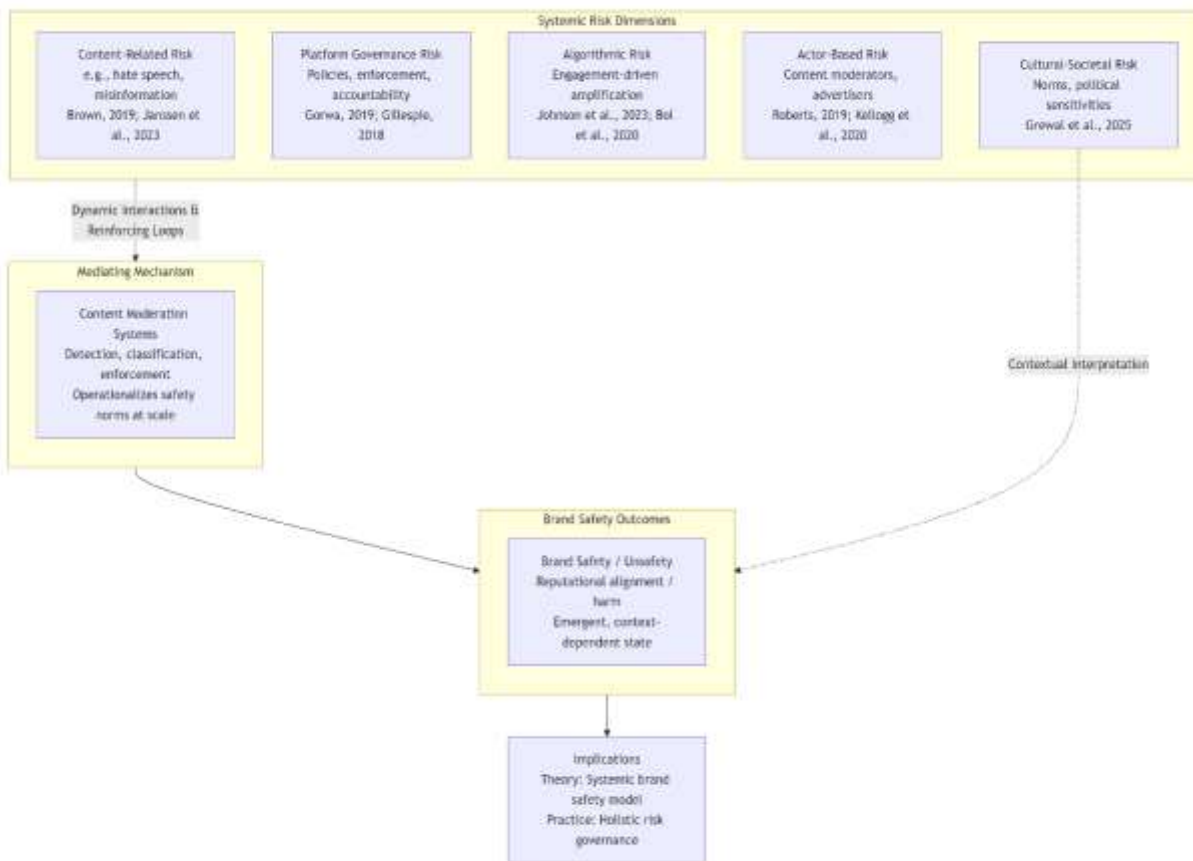 Systemic Risk Dimensions
Content-Related Risk
e.g., hate speech,
misinformation
Brown, 2019; Janssen et
al., 2023
Platform Governance Risk
Policies, enforcement,
accountability
Gorwa, 2019; Gillespie,
2018
Algorithmic Risk
Engagement-driven
amplification
Johnson et al., 2023; Bol
et al., 2020
Actor-Based Risk
Content moderators,
advertisers
Roberts, 2019; Kellogg et
al., 2020
Cultural-Societal Risk
Norms, political
sensitivities
Grewal et al., 2025
Dynamic Interactions &
Reinforcing Loops
Mediating Mechanism
Content Moderation
Systems
Detection, classification,
enforcement
Operationalizes safety
norms at scale
Contextual Interpretation
Brand Safety Outcomes
Brand Safety / Unsafety
Reputational alignment /
harm
Emergent, context-
dependent state
Implications
Theory: Systemic brand
safety model
Practice: Holistic risk
governance